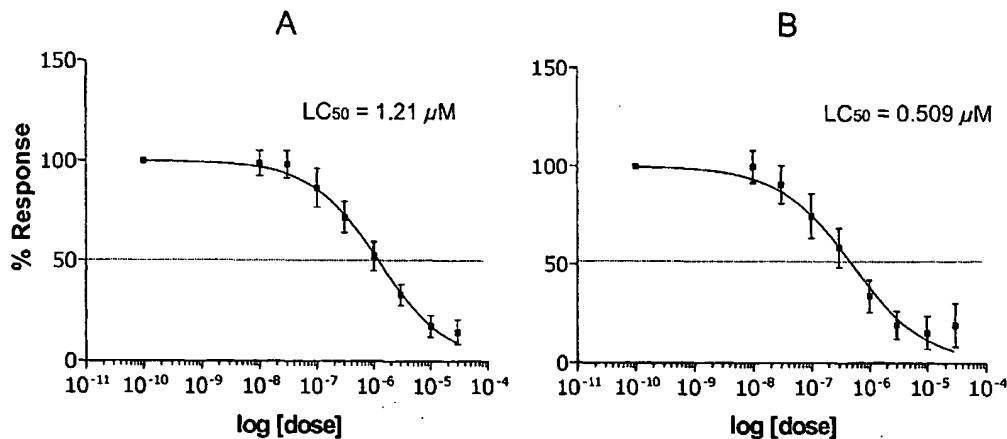 A
150
LC50 = 1.21 µM
100
% Response
50
0
10⁻¹¹ 10⁻¹⁰ 10⁻⁹ 10⁻⁸ 10⁻⁷ 10⁻⁶ 10⁻⁵ 10⁻⁴
log [dose]
B
150
LC50 = 0.509 µM
100
50
0
10⁻¹¹ 10⁻¹⁰ 10⁻⁹ 10⁻⁸ 10⁻⁷ 10⁻⁶ 10⁻⁵ 10⁻⁴
log [dose]